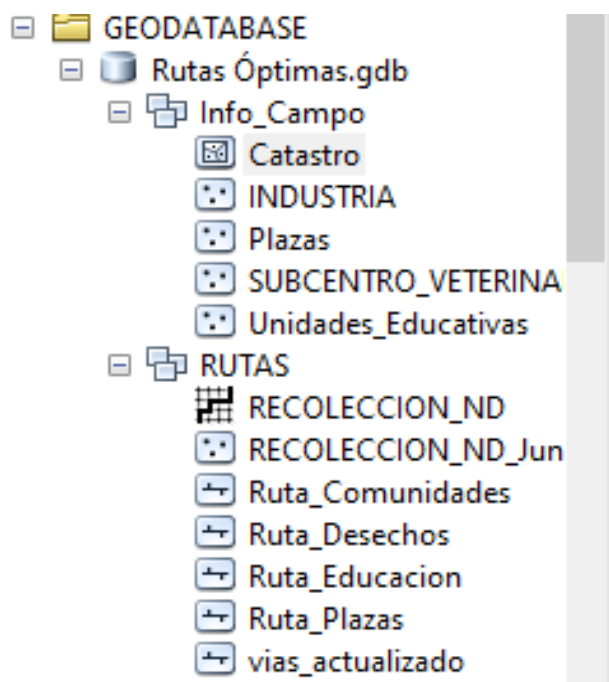 GEODATABASE
Rutas Óptimas.gdb
Info_Campo
Catastro
INDUSTRIA
Plazas
SUBCENTRO_VETERINA
Unidades_Educativas
RUTAS
RECOLECCION_ND
RECOLECCION_ND_Jun
Ruta_Comunidades
Ruta_Desechos
Ruta_Educacion
Ruta_Plazas
vias_actualizado